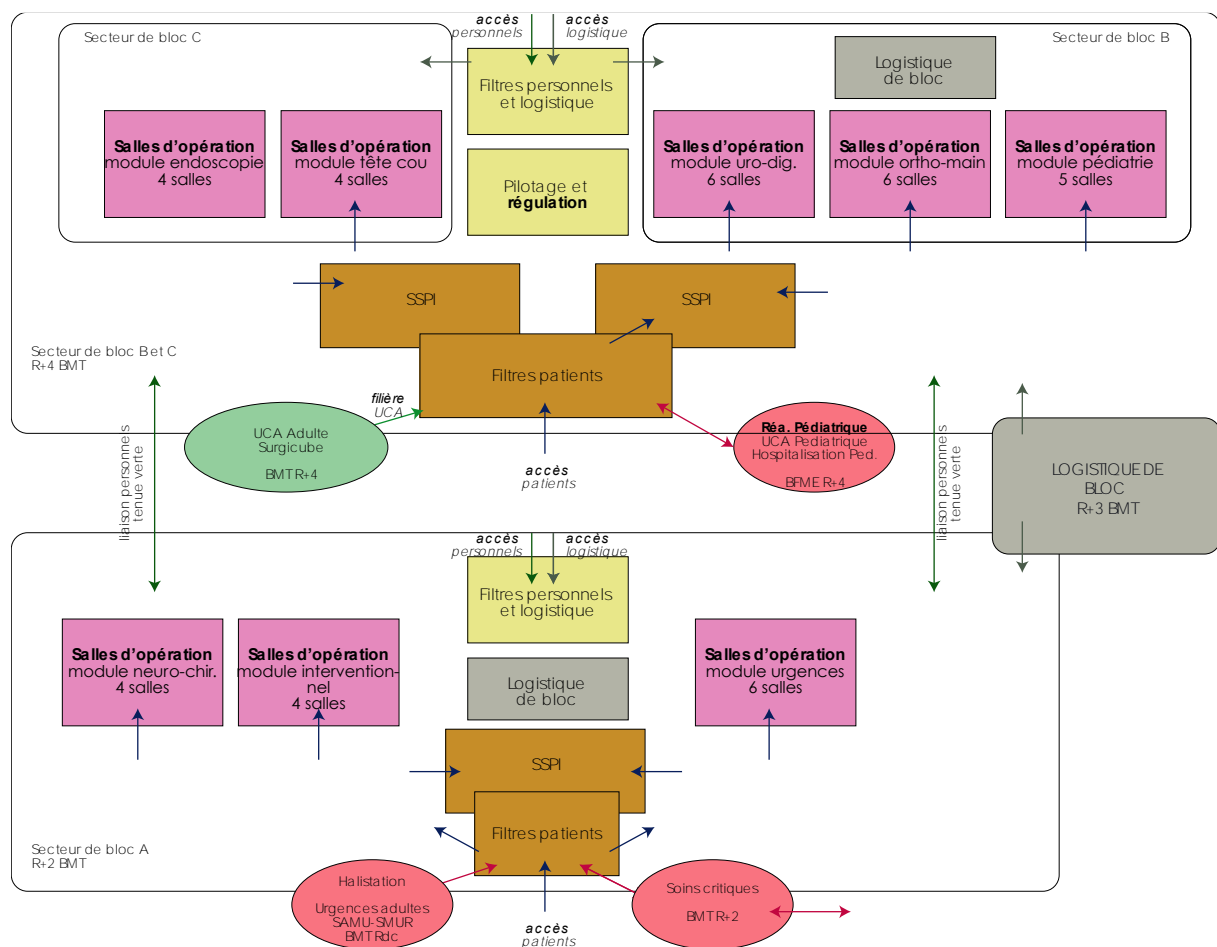 Secteur de bloc C
accès
personnels
accès
logistique
Secteur de bloc B
Filtres personnels
et logistique
Logistique
de bloc
Salles d'opération
module endoscopie
4 salles
Salles d'opération
module tête cou
4 salles
Pilotage et
régulation
Salles d'opération
module uro-dig.
6 salles
Salles d'opération
module ortho-main
6 salles
Salles d'opération
module pédiatrie
5 salles
SSPI
SSPI
Secteur de bloc B et C
R+4 BMT
Filtres patients
filière
UCA
UCA Adulte
Surgicube
BMT R+4
accès
patients
Réa. Pédiatrique
UCA Pediatrique
Hospitalisation Ped.
BFME R+4
liaison personnels
tenue verte
liaison personnels
tenue verte
LOGISTIQUE DE
BLOC
R+3 BMT
accès
personnels
accès
logistique
Filtres personnels
et logistique
Salles d'opération
module neuro-chir.
4 salles
Salles d'opération
module intervention-
nel
4 salles
Logistique
de bloc
Salles d'opération
module urgences
6 salles
SSPI
Filtres patients
Secteur de bloc A
R+2 BMT
Halistation
Urgences adultes
SAMU-SMUR
BMT Rdc
accès
patients
Soins critiques
BMT R+2